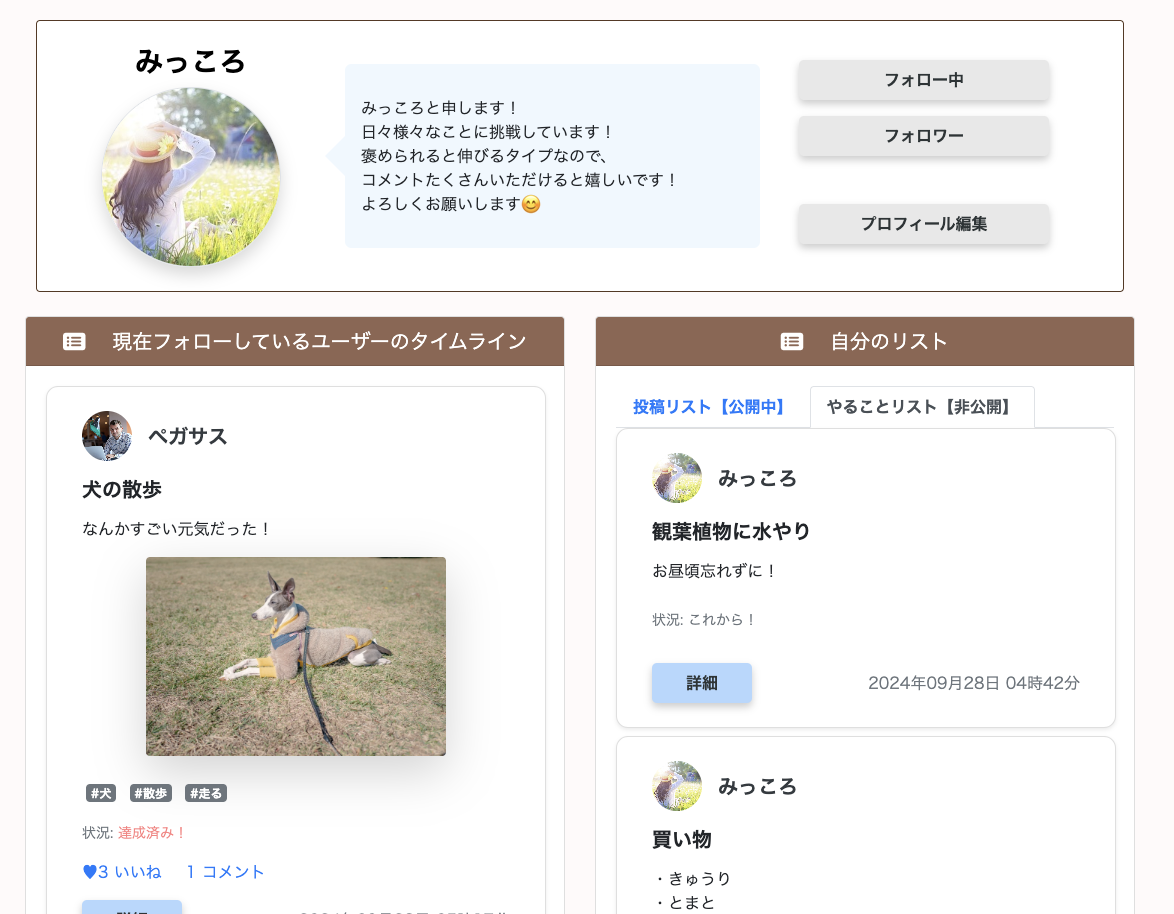 みっころ
みっころと申します！
日々様々なことに挑戦しています！
褒められると伸びるタイプなので、
コメントたくさんいただけると嬉しいです！
よろしくお願いします😊
フォロー中
フォロワー
プロフィール編集
現在フォローしているユーザーのタイムライン
ペガサス
犬の散歩
なんかすごい元気だった！
#犬 #散歩 #走る
状況: 達成済み！
♥3 いいね 1 コメント
自分のリスト
投稿リスト【公開中】 やることリスト【非公開】
みっころ
観葉植物に水やり
お昼頃忘れずに！
状況: これから！
詳細 2024年09月28日 04時42分
みっころ
買い物
・きゅうり
・とまと